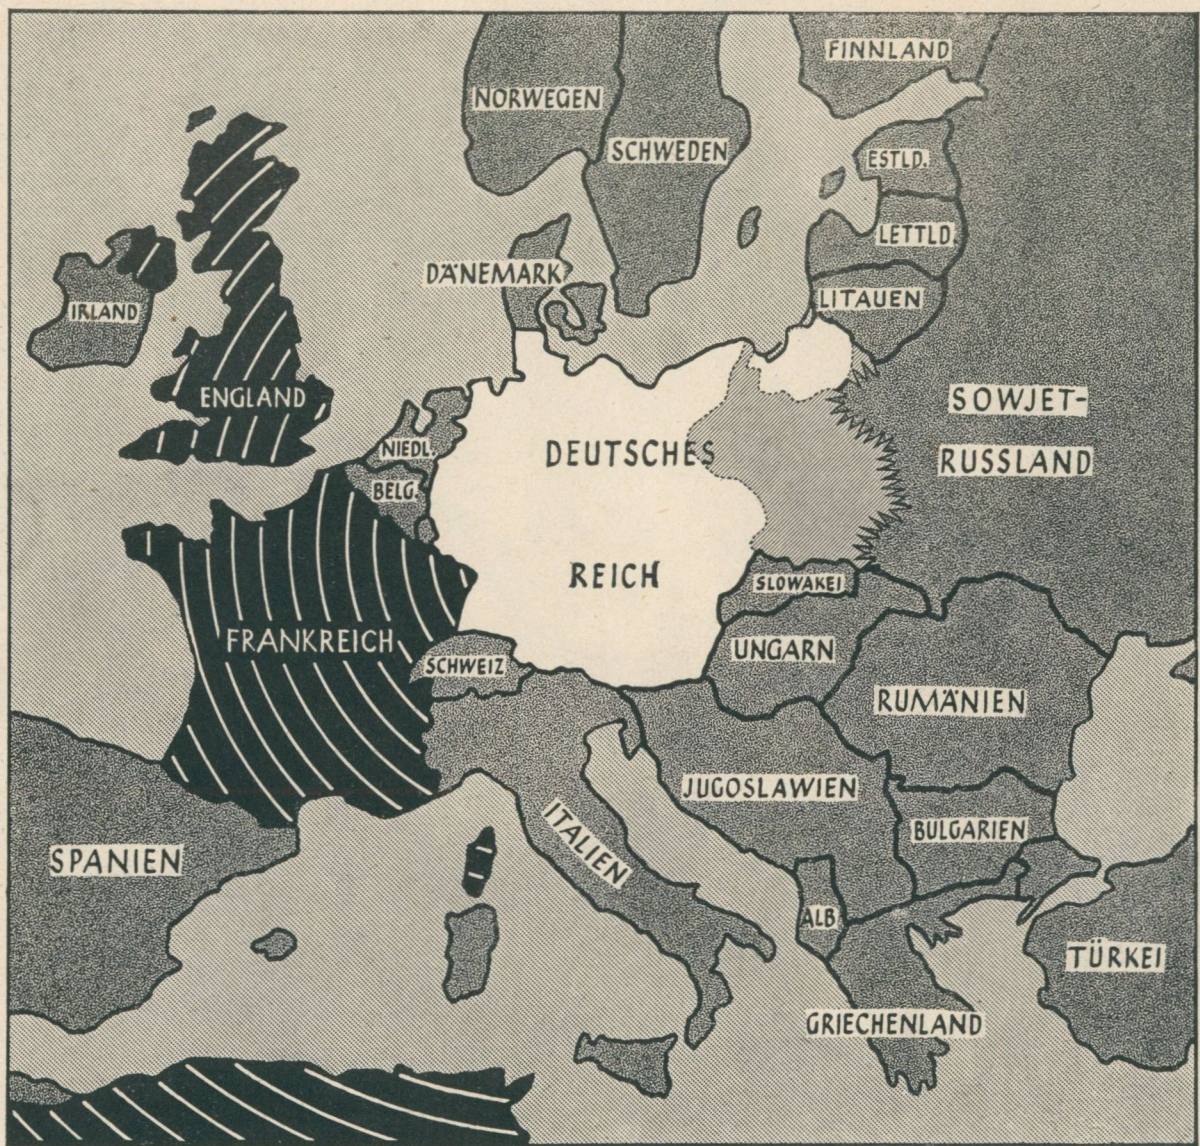 FINNLAND
NORWEGEN
SCHWEDEN
ESTLD.
LETTLD.
DÄNEMARK
LITAUEN
IRLAND
ENGLAND
SOWJET-
RUSSLAND
NIEDL.
DEUTSCHES
BELG.
REICH
SLOWAKEI
FRANKREICH
SCHWEIZ
UNGARN
RUMÄNIEN
JUGOSLAWIEN
ITALIEN
BULGARIEN
SPANIEN
ALB
TÜRKEI
GRIECHENLAND